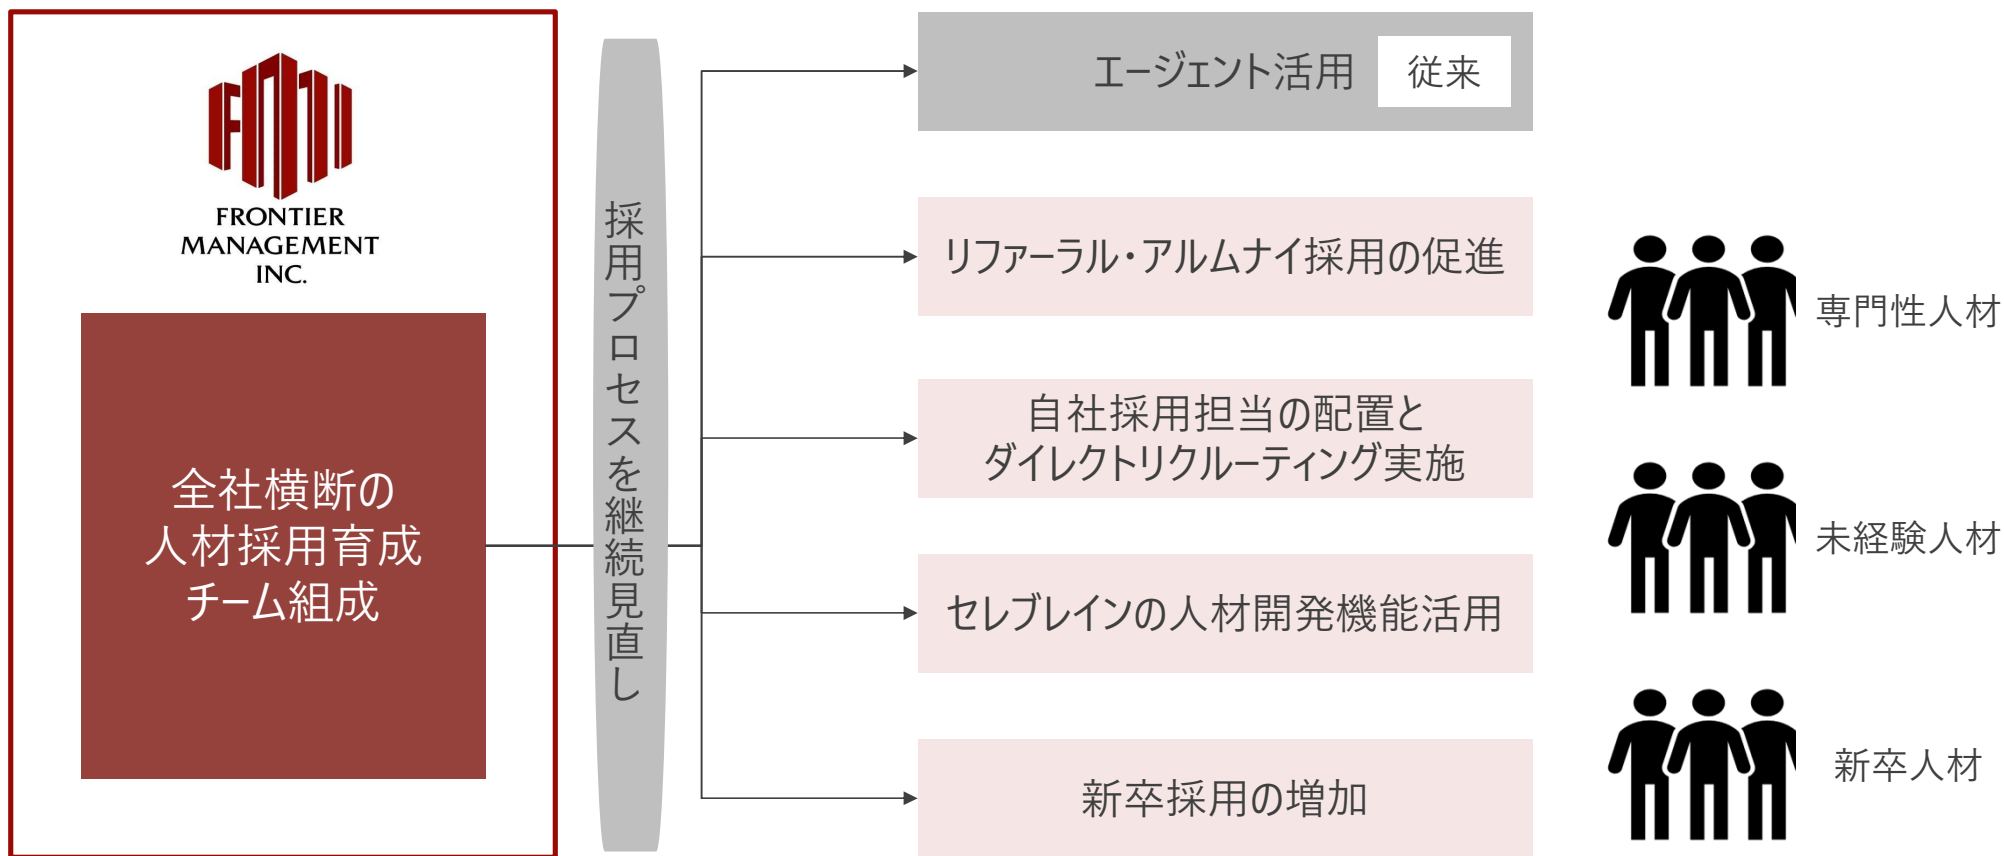 FRONTIER
MANAGEMENT
INC.
全社横断の
人材採用育成
チーム組成
採用プロセスを継続見直し
エージェント活用
従来
リファーラル・アルムナイ採用の促進
自社採用担当の配置と
ダイレクトリクルーティング実施
セレブレインの人材開発機能活用
新卒採用の増加
専門性人材
未経験人材
新卒人材